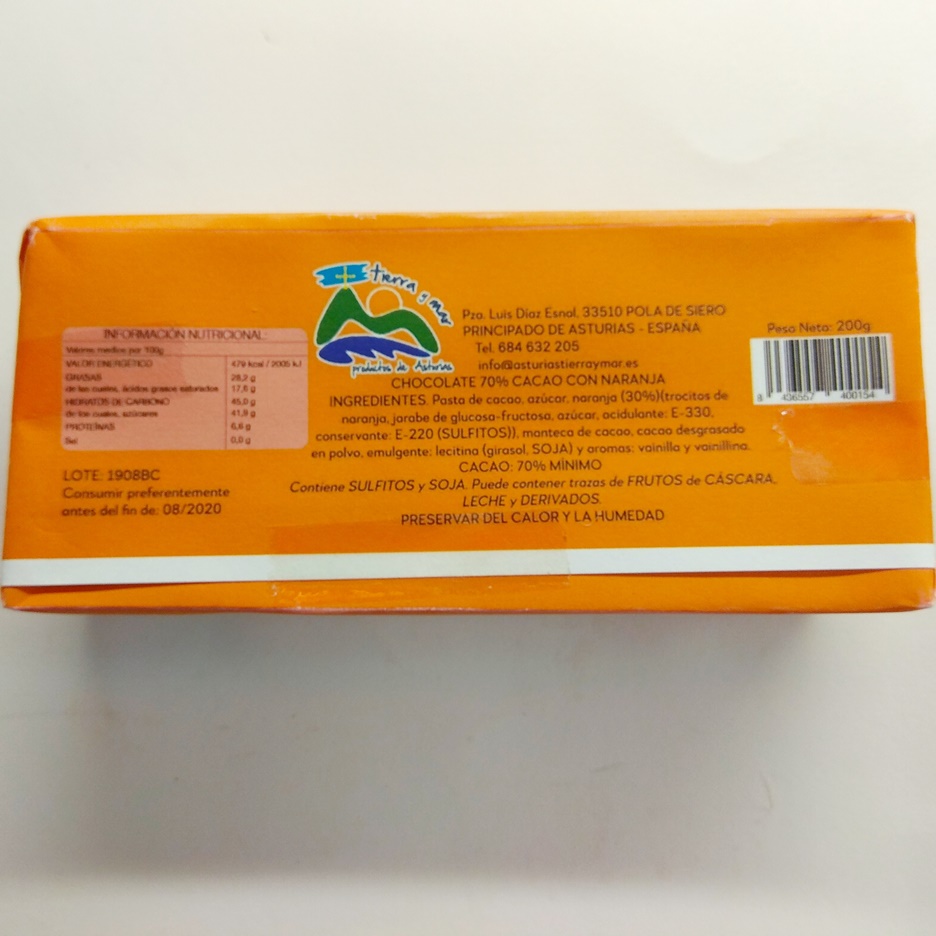 INFORMACIÓN NUTRICIONAL
Valores medios por 100g
VALOR ENERGÉTICO 479 kcal / 2005 kJ
GRASAS 28,2 g
de las cuales, ácidos grasos saturados 17,6 g
HIDRATOS DE CARBONO 45,0 g
de los cuales, azúcares 41,9 g
PROTEÍNAS 6,6 g
Sal 0,0 g
LOTE: 1908BC
Consumir preferentemente
antes del fin de: 08/2020
tierra y mar
productos de Asturias
Pza. Luis Díaz Esnal, 33510 POLA DE SIERO
PRINCIPADO DE ASTURIAS - ESPAÑA
Tel. 684 632 205
info@asturiastierraymar.es
CHOCOLATE 70% CACAO CON NARANJA
INGREDIENTES. Pasta de cacao, azúcar, naranja (30%)(trocitos de
naranja, jarabe de glucosa-fructosa, azúcar, acidulante: E-330,
conservante: E-220 (SULFITOS)), manteca de cacao, cacao desgrasado
en polvo, emulgente: lecitina (girasol, SOJA) y aromas: vainilla y vainillina.
CACAO: 70% MÍNIMO
Contiene SULFITOS y SOJA. Puede contener trazas de FRUTOS de CÁSCARA,
LECHE y DERIVADOS.
PRESERVAR DEL CALOR Y LA HUMEDAD
Peso Neto: 200g
8 436557 400154